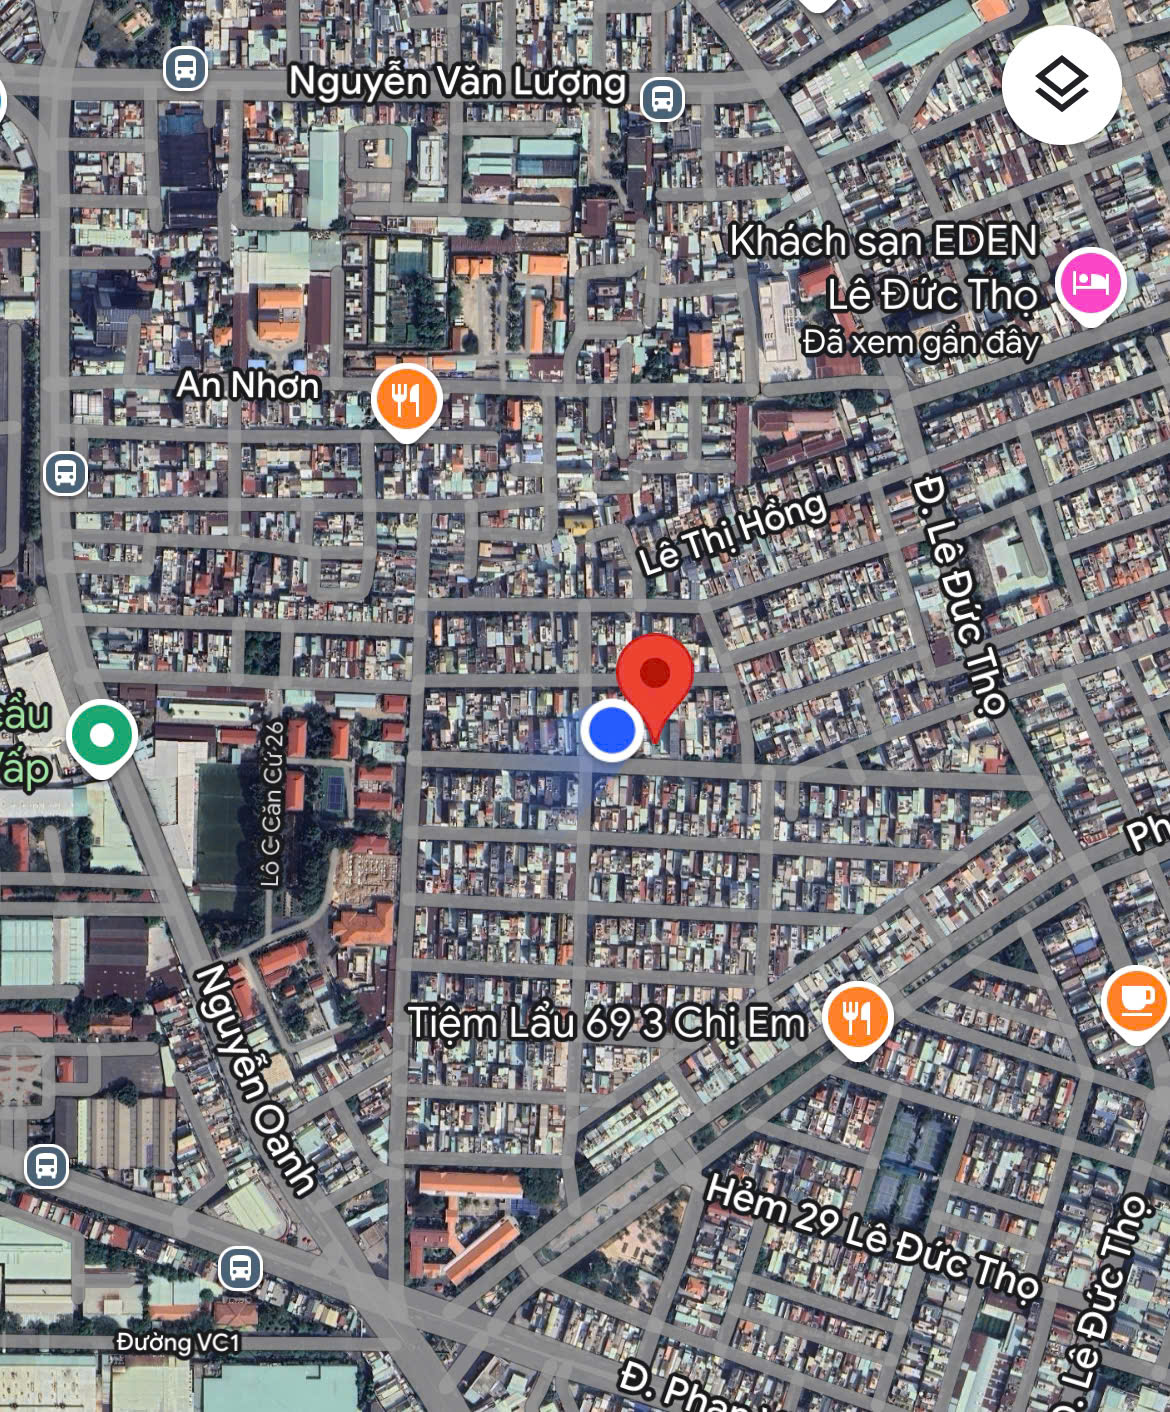 Nguyễn Văn Lượng
Khách sạn EDEN
Lê Đức Thọ
Đã xem gần đây
An Nhơn
Lê Thị Hồng
Đ. Lê Đức Thọ
Lô C Căn Cứ 26
Tiệm Lẩu 69 3 Chị Em
Nguyễn Oanh
Hẻm 29 Lê Đức Thọ
Lê Đức Thọ
Đường VC1
Đ. Phan